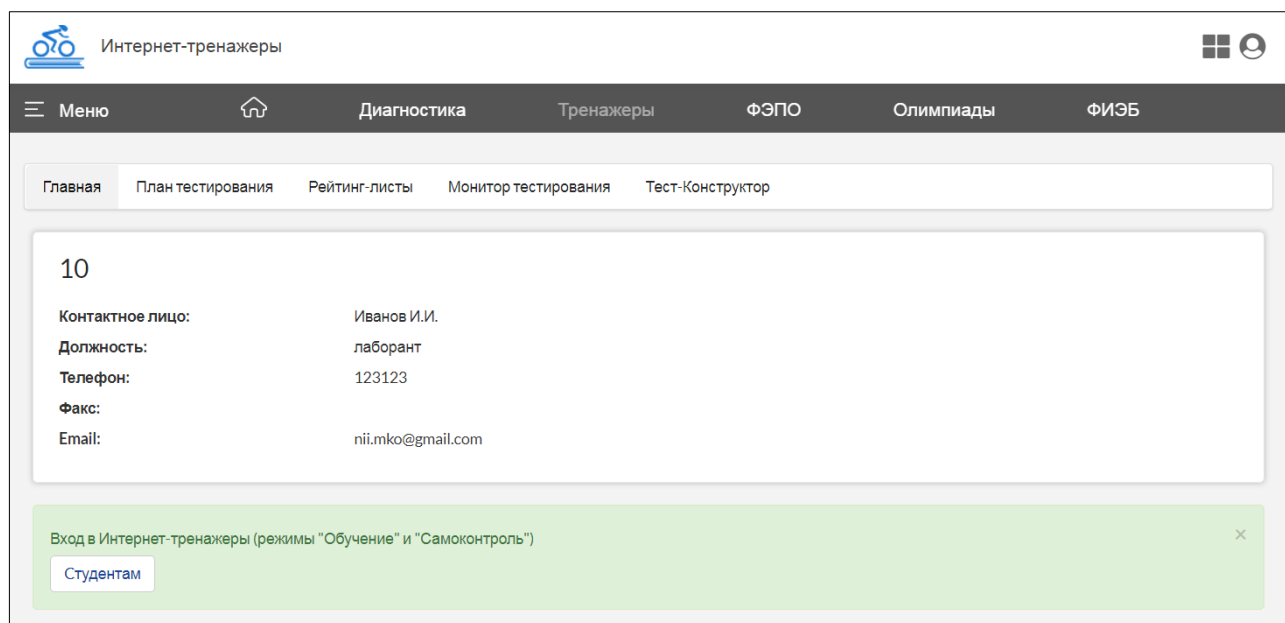 Интернет-тренажеры
Меню Диагностика Тренажеры ФЭПО Олимпиады ФИЭБ
Главная План тестирования Рейтинг-листы Монитор тестирования Тест-Конструктор
10
Контактное лицо: Иванов И.И.
Должность: лаборант
Телефон: 123123
Факс:
Email: nii.mko@gmail.com
Вход в Интернет-тренажеры (режимы "Обучение" и "Самоконтроль")
Студентам